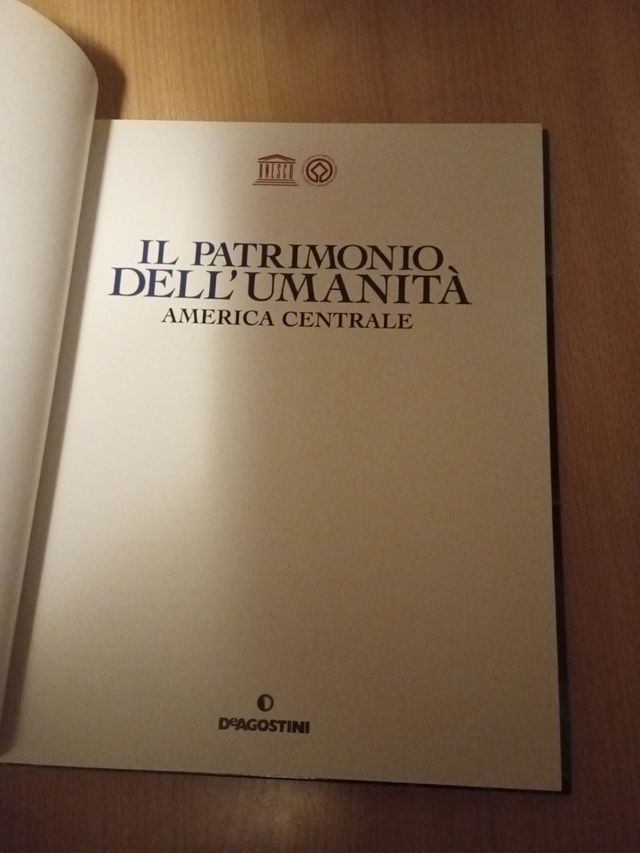 UNESCO
IL PATRIMONIO
DELL'UMANITÀ
AMERICA CENTRALE
DeAGOSTINI